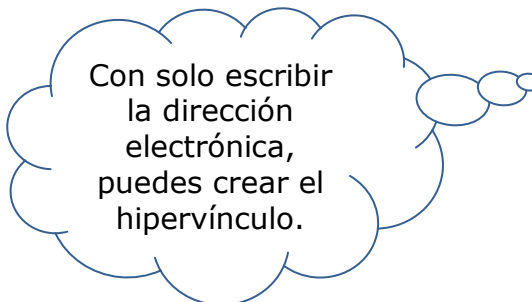 Con solo escribir
la dirección
electrónica,
puedes crear el
hipervínculo.